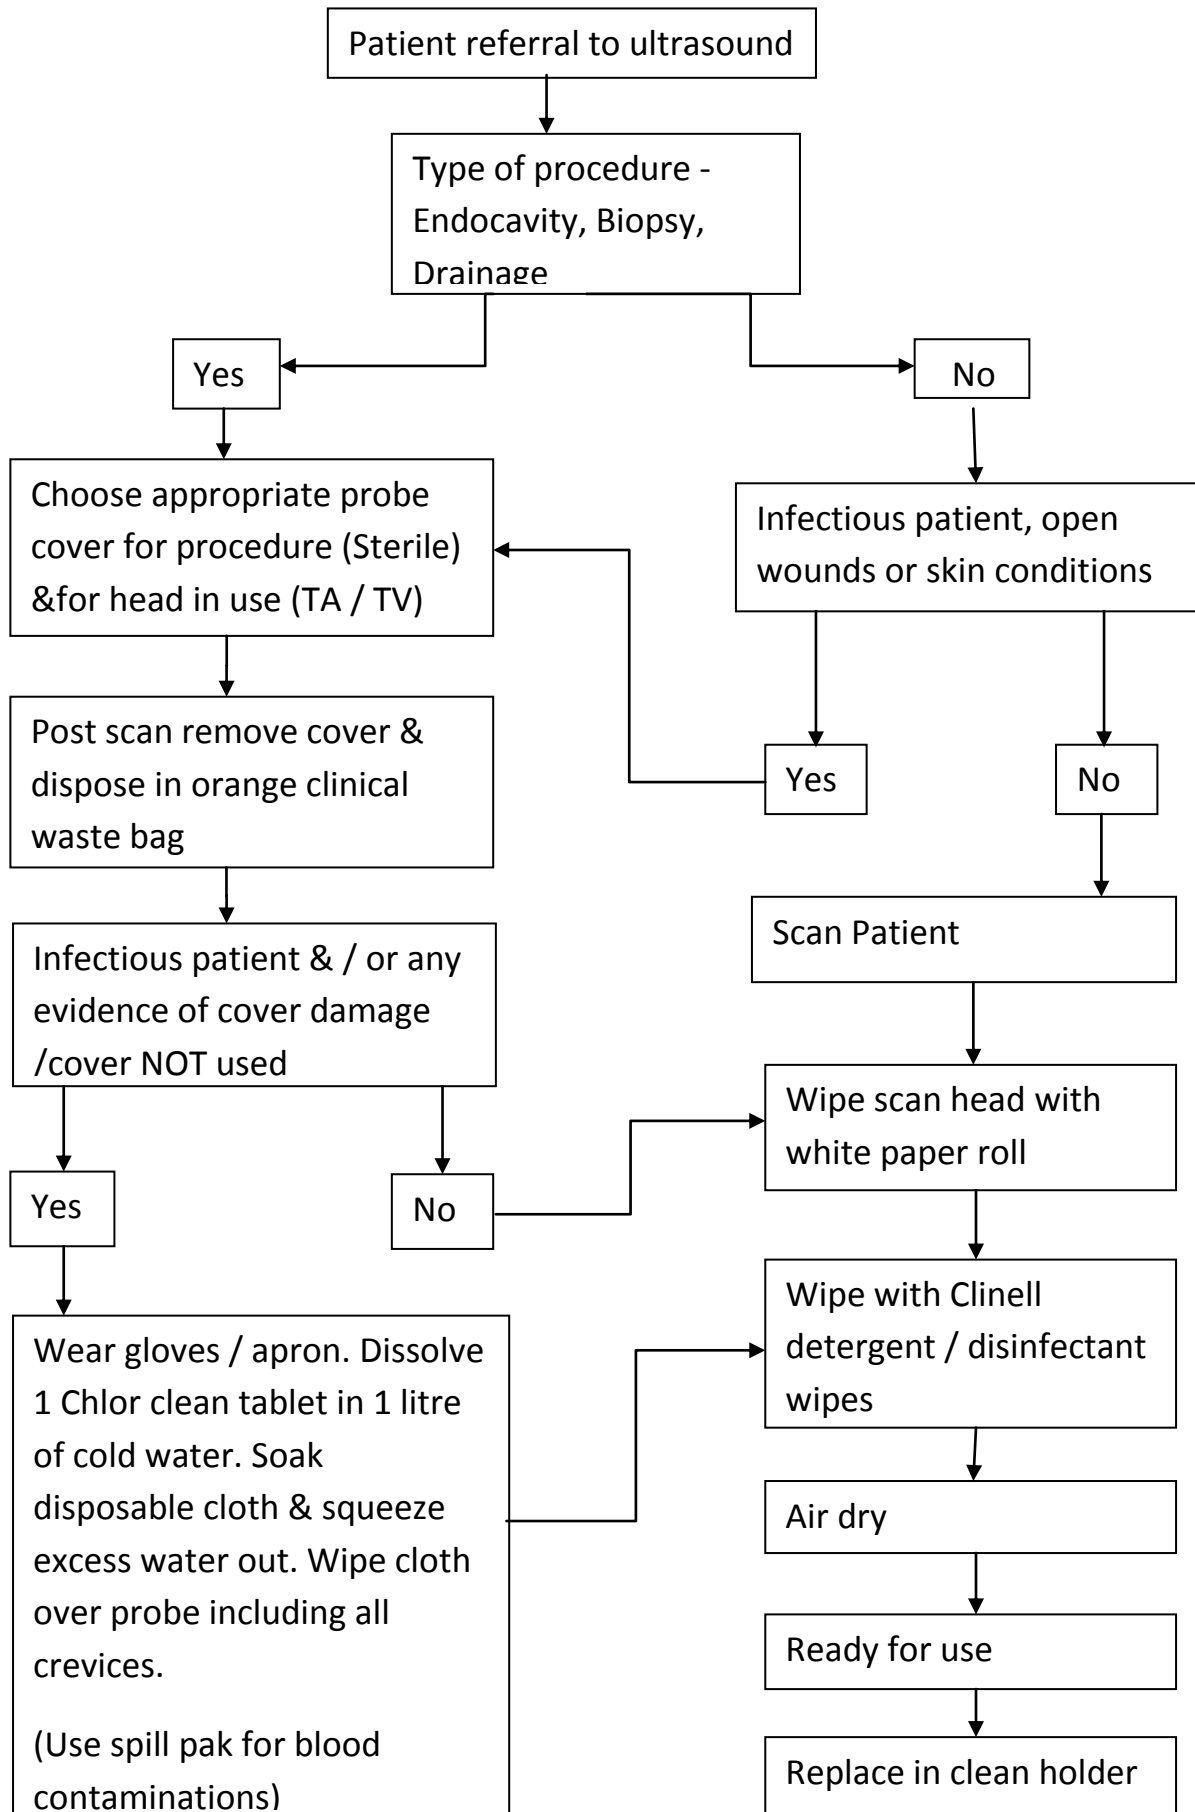 Patient referral to ultrasound
Type of procedure -
Endocavity, Biopsy,
Drainage
Yes
No
Choose appropriate probe
cover for procedure (Sterile)
&for head in use (TA / TV)
Infectious patient, open
wounds or skin conditions
Post scan remove cover &
dispose in orange clinical
waste bag
Yes
No
Scan Patient
Infectious patient & / or any
evidence of cover damage
/cover NOT used
Wipe scan head with
white paper roll
Yes
No
Wipe with Clinell
detergent / disinfectant
wipes
Wear gloves / apron. Dissolve
1 Chlor clean tablet in 1 litre
of cold water. Soak
disposable cloth & squeeze
excess water out. Wipe cloth
over probe including all
crevices.
(Use spill pak for blood
contaminations)
Air dry
Ready for use
Replace in clean holder